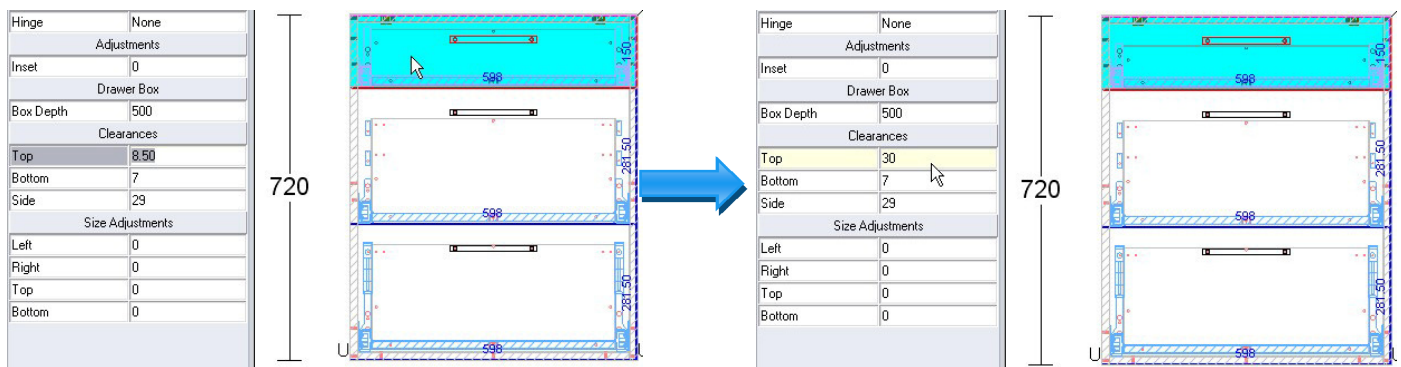 Hinge None
Adjustments
Inset 0
Drawer Box
Box Depth 500
Clearances
Top 8.50
Bottom 7
Side 29
Size Adjustments
Left 0
Right 0
Top 0
Bottom 0
720
150
598
281.50
598
281.50
598
U
Hinge None
Adjustments
Inset 0
Drawer Box
Box Depth 500
Clearances
Top 30
Bottom 7
Side 29
Size Adjustments
Left 0
Right 0
Top 0
Bottom 0
720
150
598
281.50
598
281.50
598
U